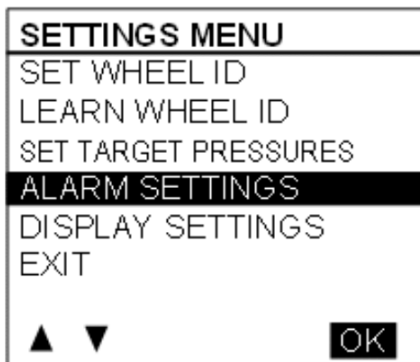 SETTINGS MENU
SET WHEEL ID
LEARN WHEEL ID
SET TARGET PRESSURES
ALARM SETTINGS
DISPLAY SETTINGS
EXIT
▲ ▼ OK